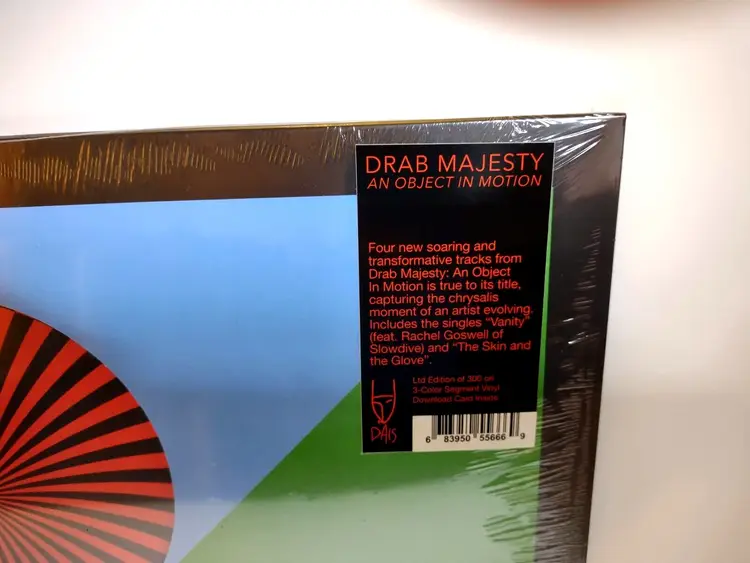 DRAB MAJESTY
AN OBJECT IN MOTION
Four new soaring and
transformative tracks from
Drab Majesty: An Object
In Motion is true to its title,
capturing the chrysalis
moment of an artist evolving.
Includes the singles “Vanity”
(feat. Rachel Goswell of
Slowdive) and “The Skin and
the Glove”.
Ltd Edition of 300 on
3-Color Segment Vinyl
Download Card Inside
DAIS
6 83950 55666 9